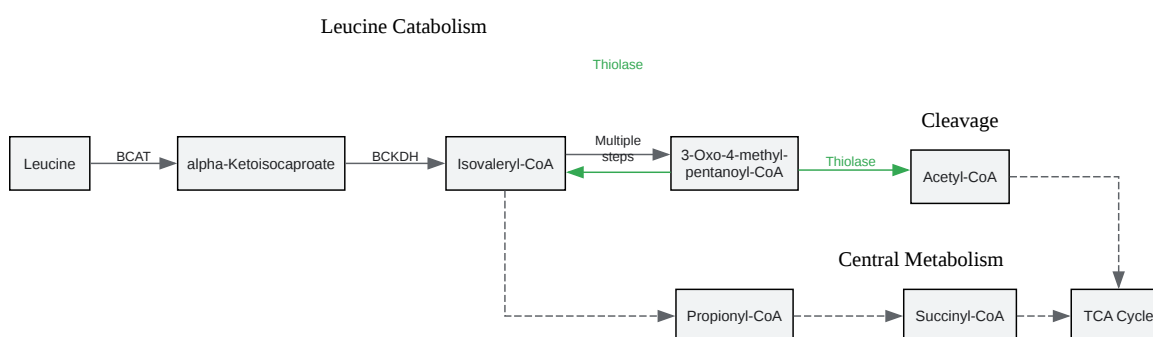 Leucine Catabolism
Thiolase
Cleavage
Leucine
BCAT
alpha-Ketoisocaproate
BCKDH
Isovaleryl-CoA
Multiple
steps
3-Oxo-4-methyl-
pentanoyl-CoA
Thiolase
Acetyl-CoA
Central Metabolism
Propionyl-CoA
Succinyl-CoA
TCA Cycle